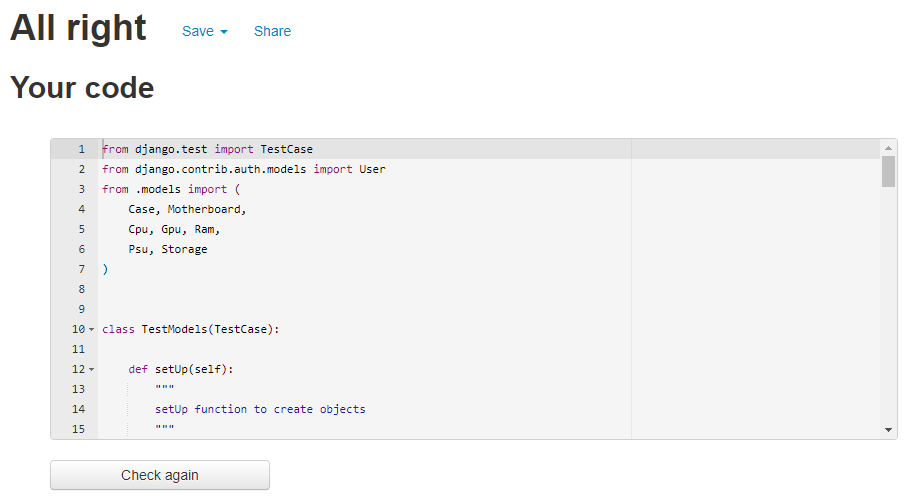 All right Save Share
Your code
1 from django.test import TestCase
2 from django.contrib.auth.models import User
3 from .models import (
4     Case, Motherboard,
5     Cpu, Gpu, Ram,
6     Psu, Storage
7 )
8
9
10 class TestModels(TestCase):
11
12     def setUp(self):
13         """
14         setUp function to create objects
15         """
Check again